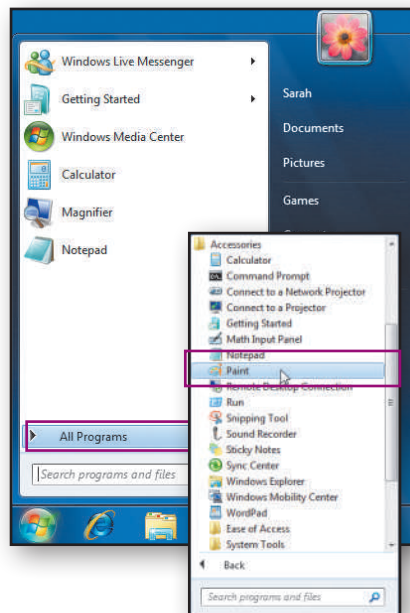 Windows Live Messenger
Getting Started
Windows Media Center
Calculator
Magnifier
Notepad
All Programs
Search programs and files
Sarah
Documents
Pictures
Games
Accessories
Calculator
Command Prompt
Connect to a Network Projector
Connect to a Projector
Getting Started
Math Input Panel
Notepad
Paint
Remote Desktop Connection
Run
Snipping Tool
Sound Recorder
Sticky Notes
Sync Center
Windows Explorer
Windows Mobility Center
WordPad
Ease of Access
System Tools
Back
Search programs and files